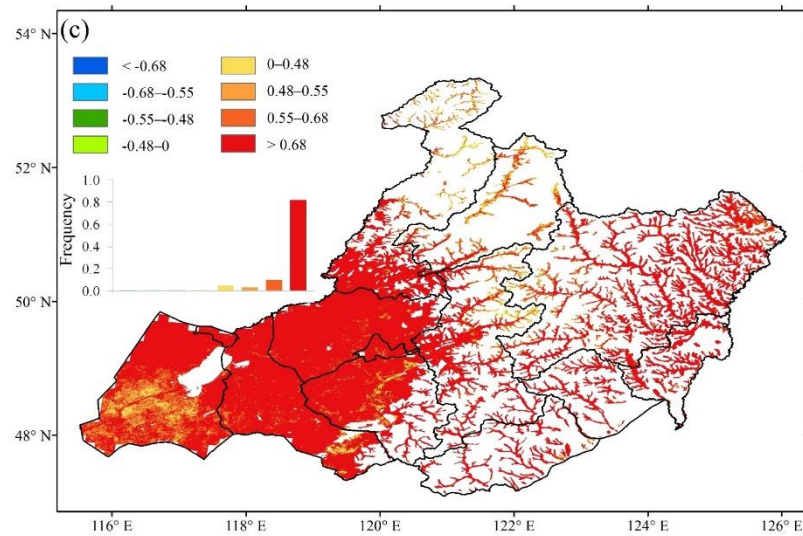 (c)
54° N
52° N
50° N
48° N
< -0.68
-0.68–-0.55
-0.55–-0.48
-0.48–0
0–0.48
0.48–0.55
0.55–0.68
> 0.68
Frequency
1.0
0.8
0.6
0.4
0.2
0.0
116° E
118° E
120° E
122° E
124° E
126° E